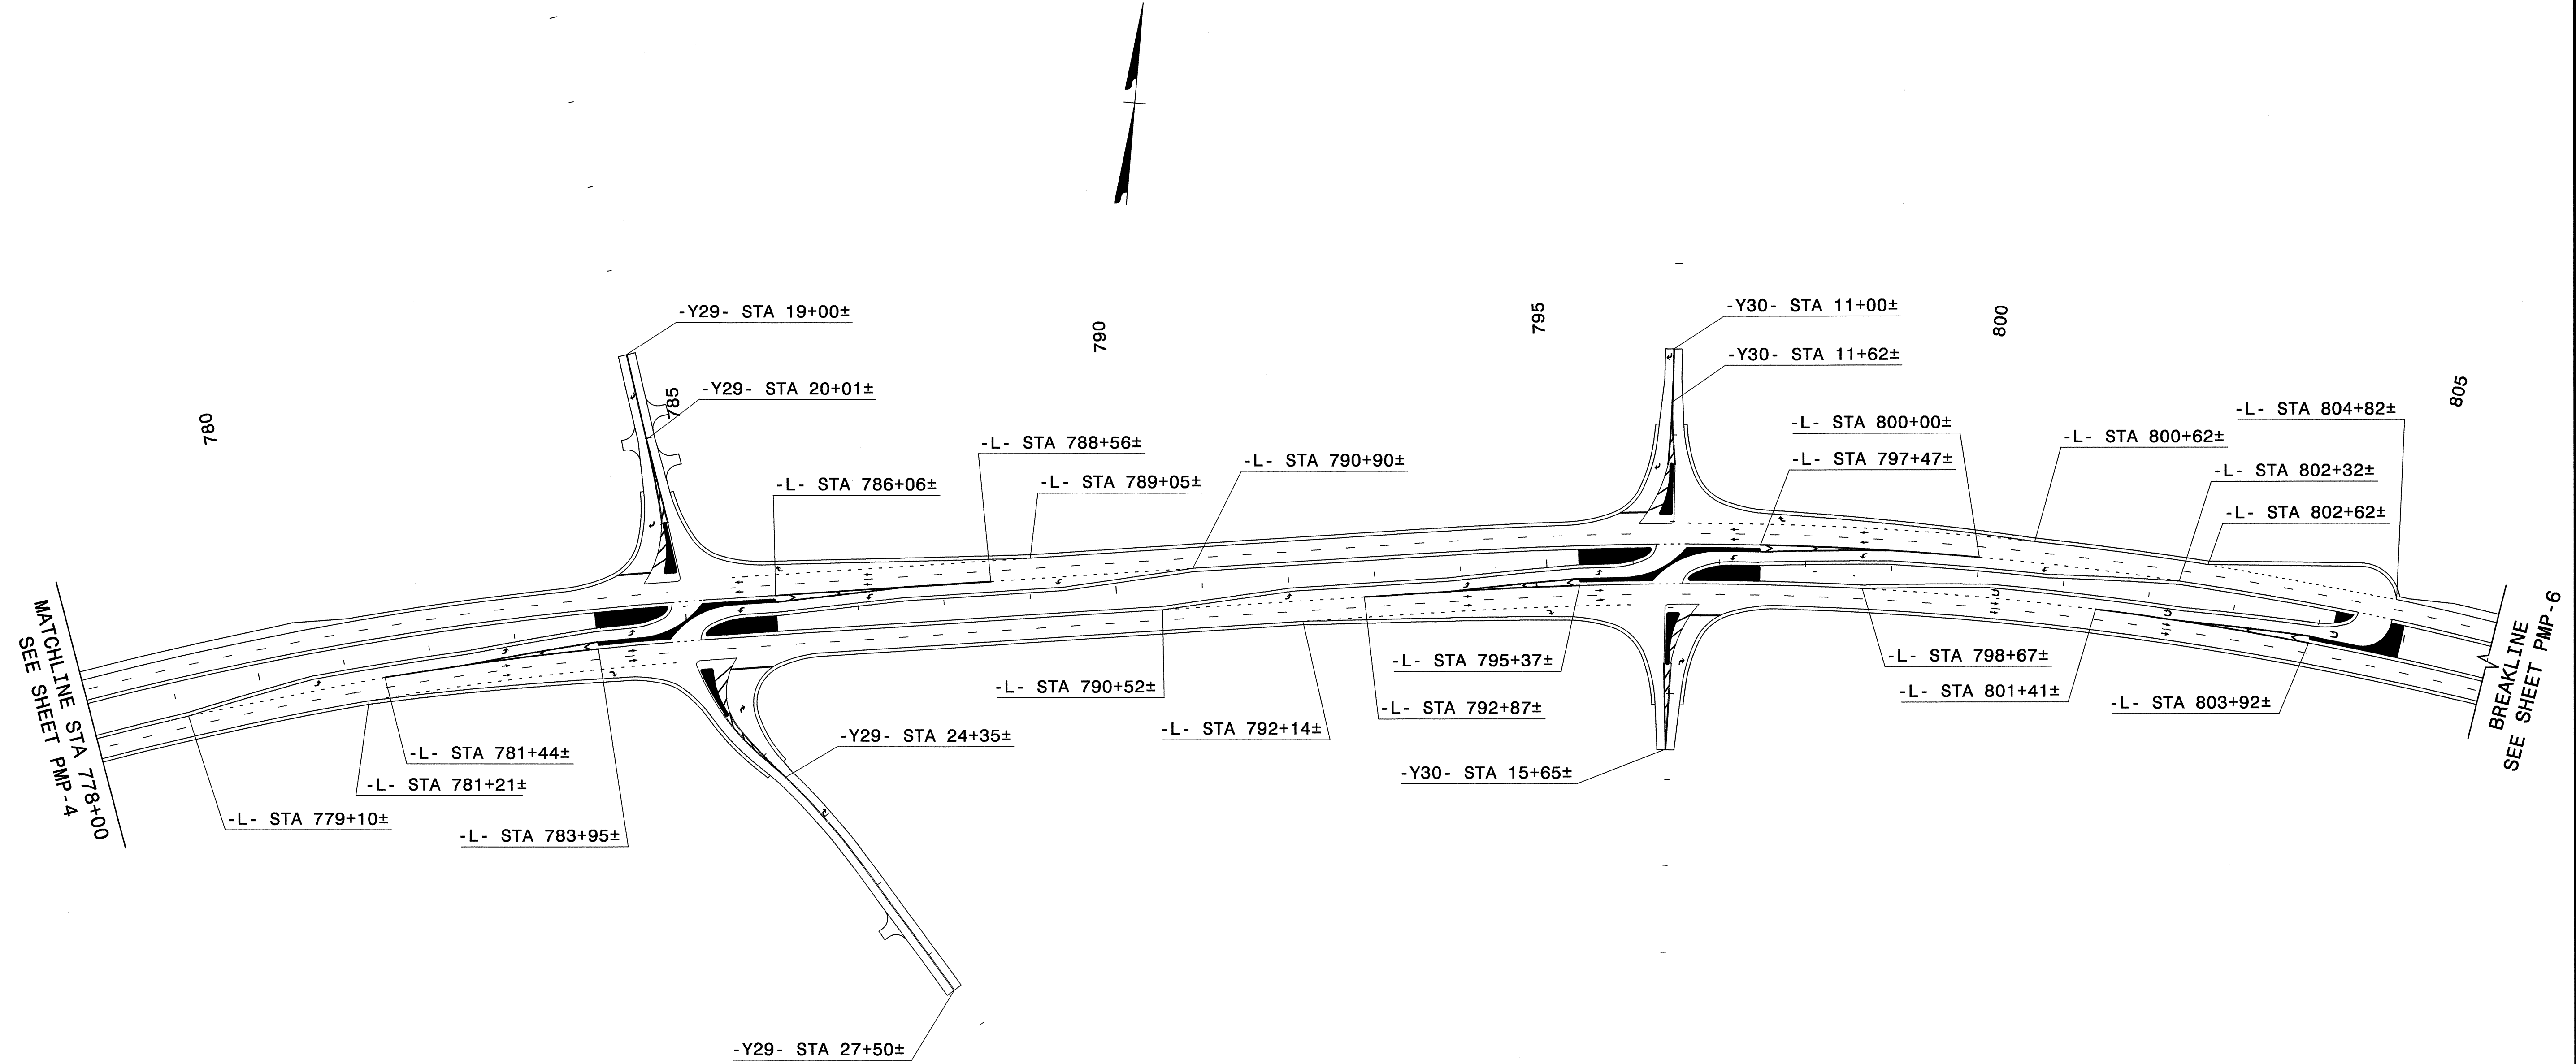 -Y29- STA 19+00±
-Y30- STA 11+00±
795
800
790
-Y30- STA 11+62±
-Y29- STA 20+01±
785
805
780
-L- STA 804+82±
-L- STA 800+00±
-L- STA 800+62±
-L- STA 788+56±
-L- STA 790+90±
-L- STA 797+47±
-L- STA 802+32±
-L- STA 786+06±
-L- STA 789+05±
-L- STA 802+62±
MATCHLINE STA 778+00
SEE SHEET PMP-4
BREAKLINE
SEE SHEET PMP-6
-L- STA 795+37±
-L- STA 798+67±
-L- STA 790+52±
-L- STA 801+41±
-L- STA 803+92±
-L- STA 792+87±
-L- STA 792+14±
-Y29- STA 24+35±
-L- STA 781+44±
-Y30- STA 15+65±
-L- STA 781+21±
-L- STA 779+10±
-L- STA 783+95±
-Y29- STA 27+50±